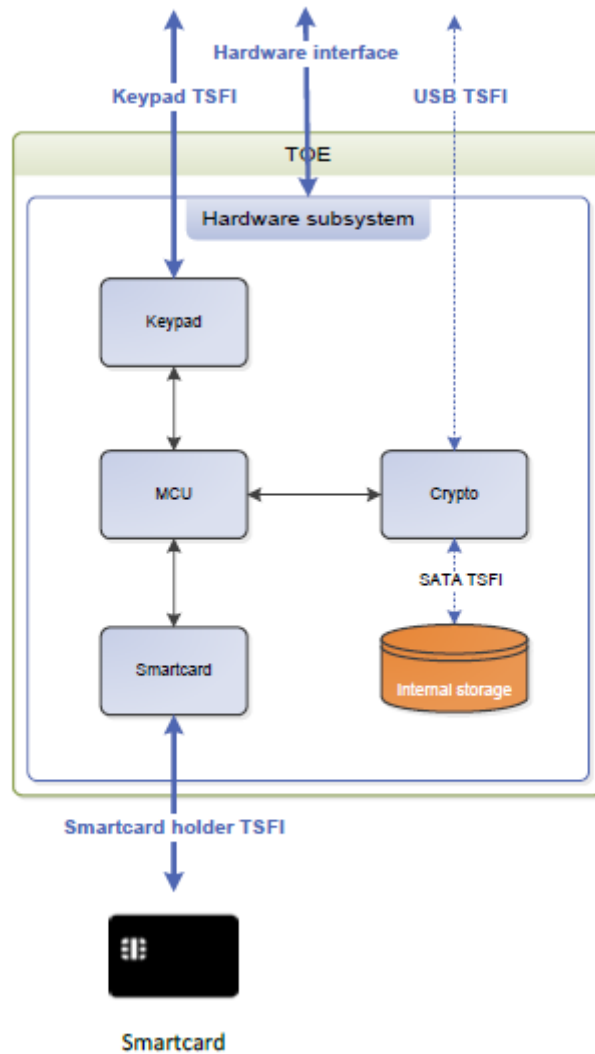 Hardware interface
Keypad TSFI
USB TSFI
TOE
Hardware subsystem
Keypad
MCU
Crypto
SATA TSFI
Smartcard
Internal storage
Smartcard holder TSFI
Smartcard